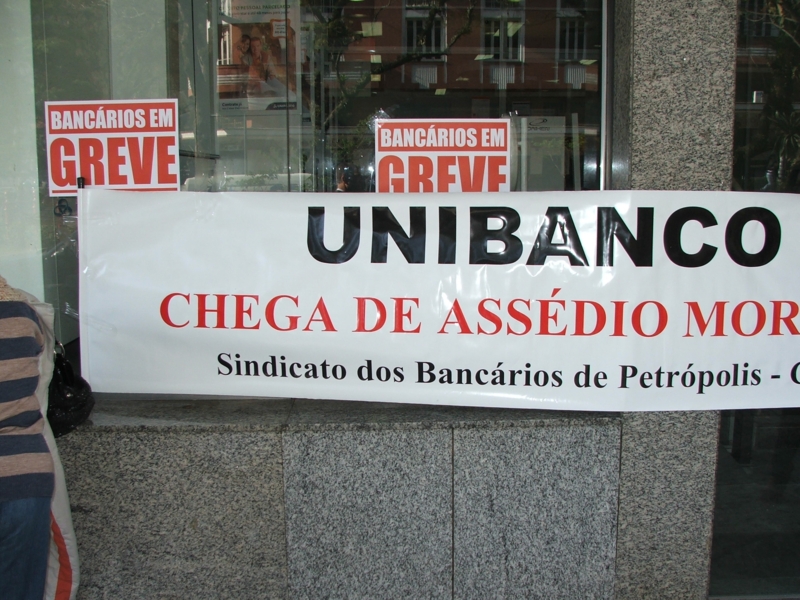 BANCÁRIOS EM
GREVE
BANCÁRIOS EM
GREVE
UNIBANCO
CHEGA DE ASSÉDIO MOR
Sindicato dos Bancários de Petrópolis - C